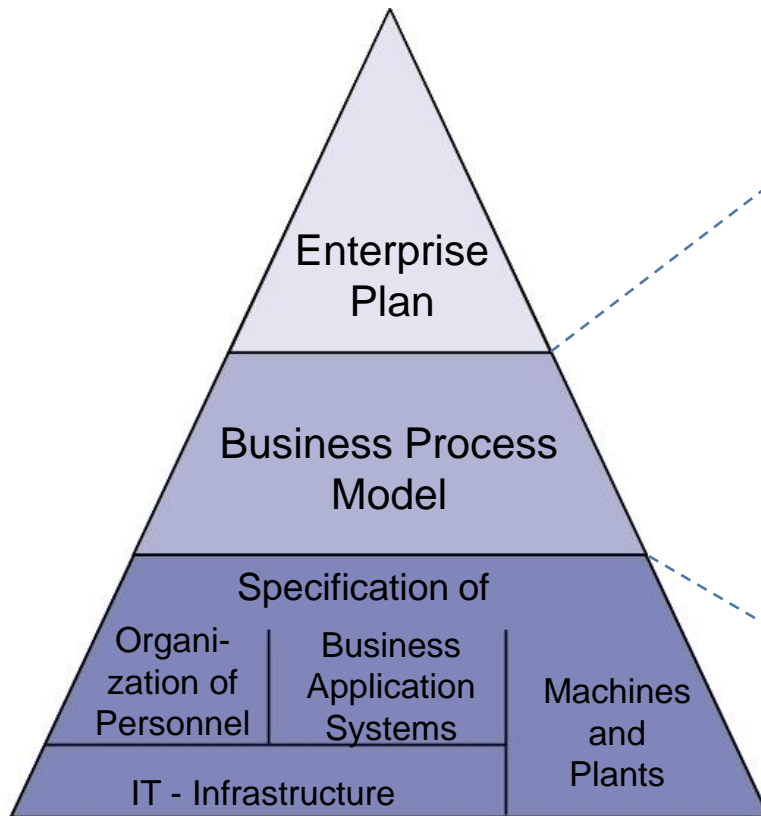 Enterprise
Plan
Business Process
Model
Specification of
Organi-
zation of
Personnel
Business
Application
Systems
Machines
and
Plants
IT - Infrastructure